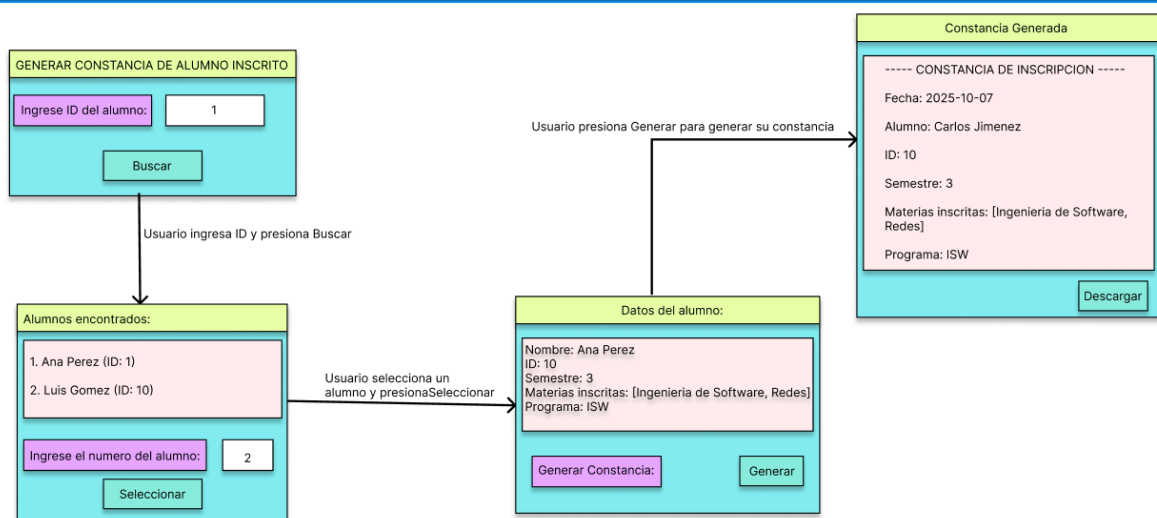 GENERAR CONSTANCIA DE ALUMNO INSCRITO
Ingrese ID del alumno:
1
Buscar
Usuario ingresa ID y presiona Buscar
Alumnos encontrados:
1. Ana Perez (ID: 1)
2. Luis Gomez (ID: 10)
Ingrese el numero del alumno:
2
Seleccionar
Usuario selecciona un
alumno y presionaSeleccionar
Datos del alumno:
Nombre: Ana Perez
ID: 10
Semestre: 3
Materias inscritas: [Ingenieria de Software, Redes]
Programa: ISW
Generar Constancia:
Generar
Usuario presiona Generar para generar su constancia
Constancia Generada
----- CONSTANCIA DE INSCRIPCION -----
Fecha: 2025-10-07
Alumno: Carlos Jimenez
ID: 10
Semestre: 3
Materias inscritas: [Ingenieria de Software,
Redes]
Programa: ISW
Descargar